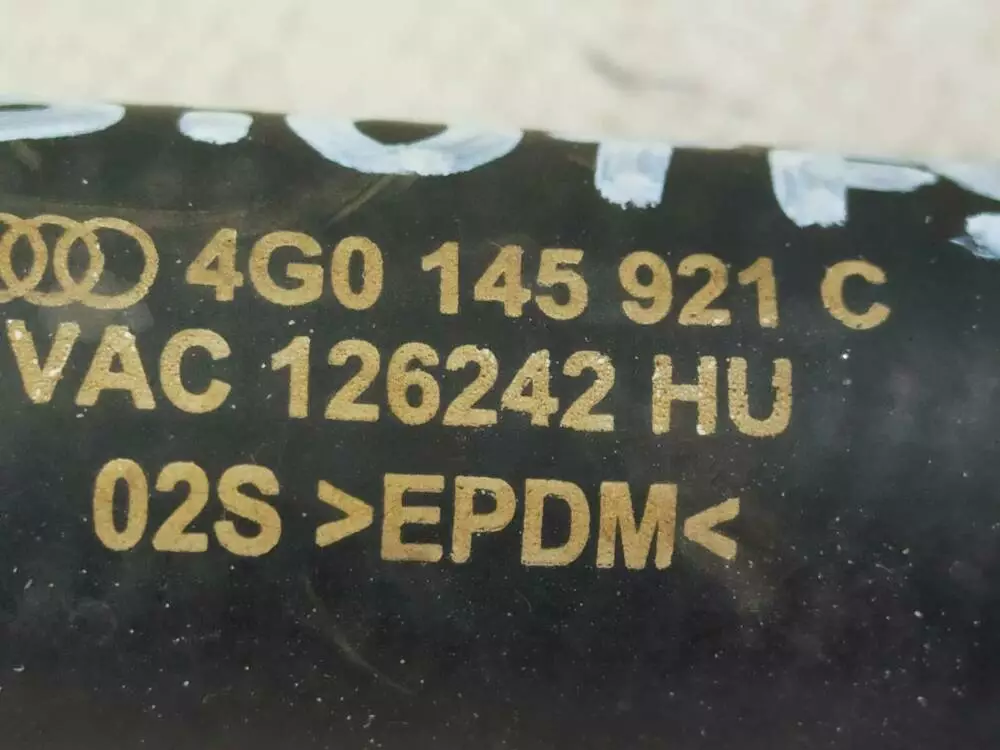 4G0 145 921 C
VAC 126242 HU
02S >EPDM<